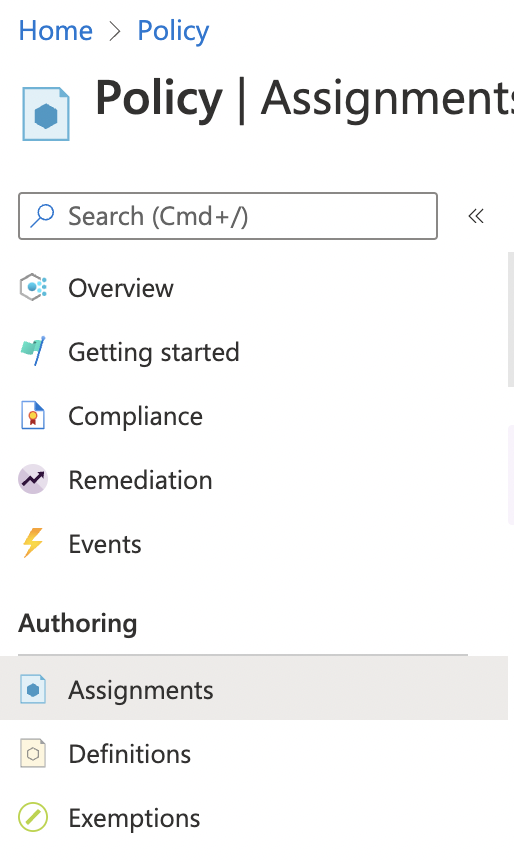 Home > Policy
Policy | Assignments
Search (Cmd+/)
«
Overview
Getting started
Compliance
Remediation
Events
Authoring
Assignments
Definitions
Exemptions